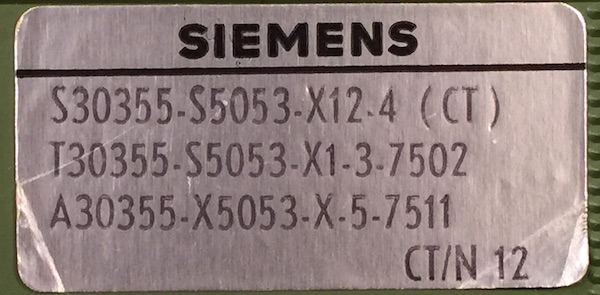 SIEMENS
S30355-S5053-X12-4 (CT)
T30355-S5053-X1-3-7502
A30355-X5053-X-5-7511
CT/N 12